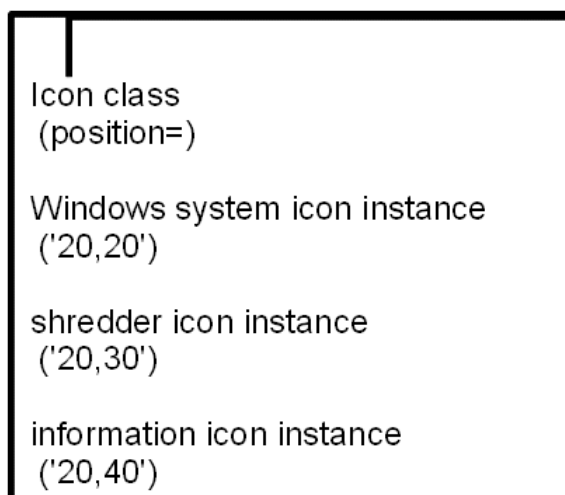 Icon class
(position=)
Windows system icon instance
('20,20')
shredder icon instance
('20,30')
information icon instance
('20,40')